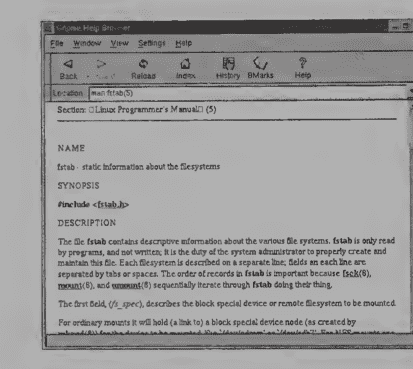 Gnome Help Browser
File Window View Settings Help
Back Reload Index History BMarks Help
Location man fstab(5)
Section: □Linux Programmer's Manual□ (5)
NAME
fstab - static information about the filesystems
SYNOPSIS
#include <fstab.h>
DESCRIPTION
The file fstab contains descriptive information about the various file systems. fstab is only read
by programs, and not written; it is the duty of the system administrator to properly create and
maintain this file. Each filesystem is described on a separate line; fields on each line are
separated by tabs or spaces. The order of records in fstab is important because fsck(8),
mount(8), and umount(8) sequentially iterate through fstab doing their thing.
The first field, (fs_spec), describes the block special device or remote filesystem to be mounted.
For ordinary mounts it will hold (a link to) a block special device node (as created by